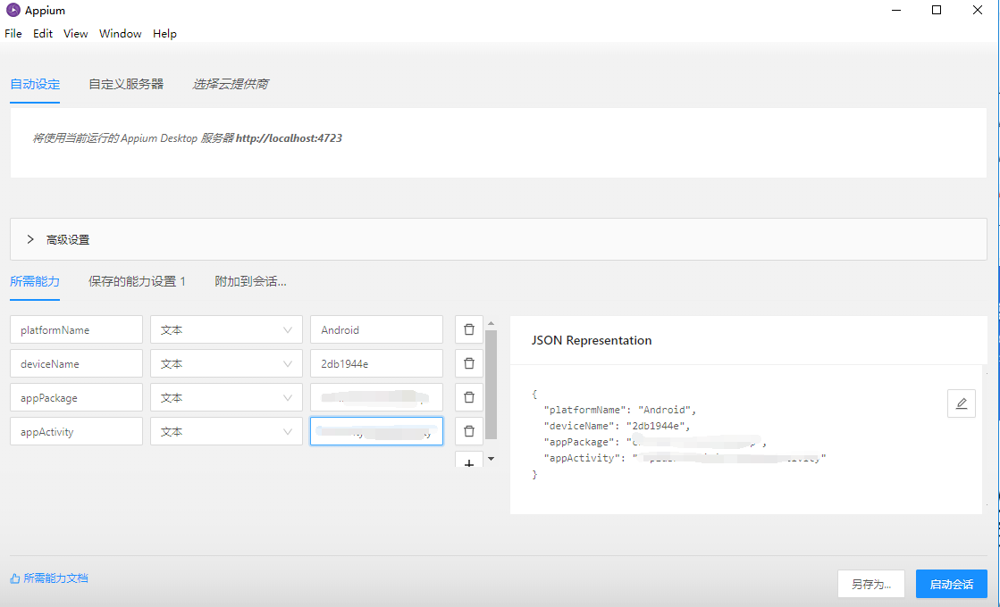 Appium
File Edit View Window Help
自动设定 自定义服务器 选择云提供商
将使用当前运行的 Appium Desktop 服务器 http://localhost:4723
高级设置
所需能力 保存的能力设置 1 附加到会话...
platformName 文本 Android
deviceName 文本 2db1944e
appPackage 文本
appActivity 文本
JSON Representation
{
"platformName": "Android",
"deviceName": "2db1944e",
"appPackage": "
"appActivity": "
}
所需能力文档
另存为...
启动会话